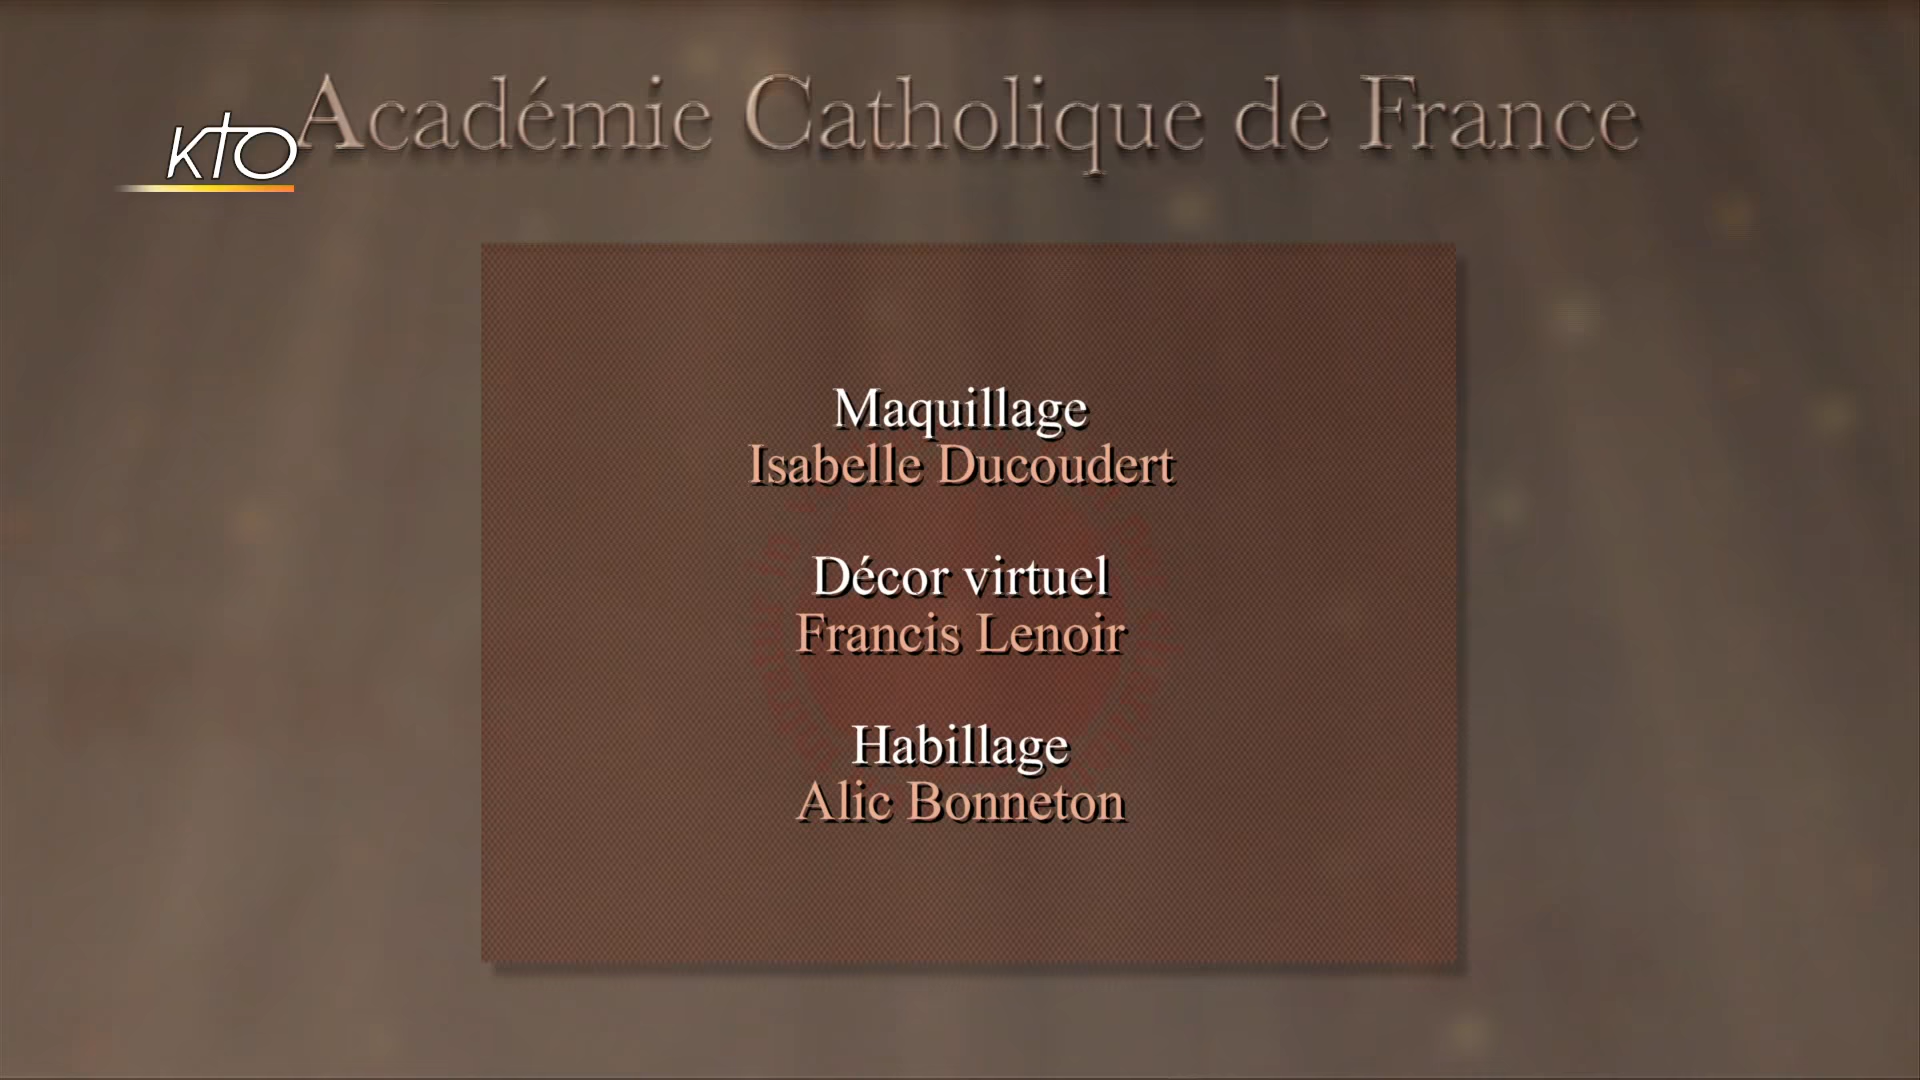 Académie Catholique de France
KTO
Maquillage
Isabelle Ducoudert
Décor virtuel
Francis Lenoir
Habillage
Alic Bonneton